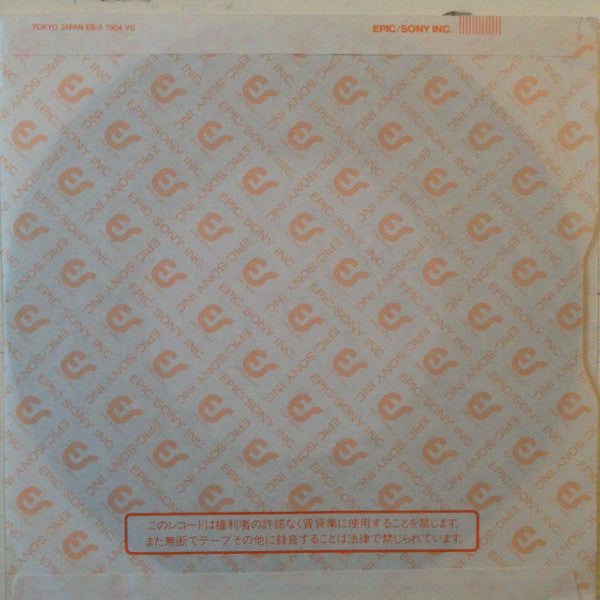 TOKYO JAPAN EB-2 7904 YS
EPIC/SONY INC.
EPIC/SONY INC.
このレコードは権利者の許諾なく賃貸業に使用することを禁じます。
また無断でテープその他に録音することは法律で禁じられています。